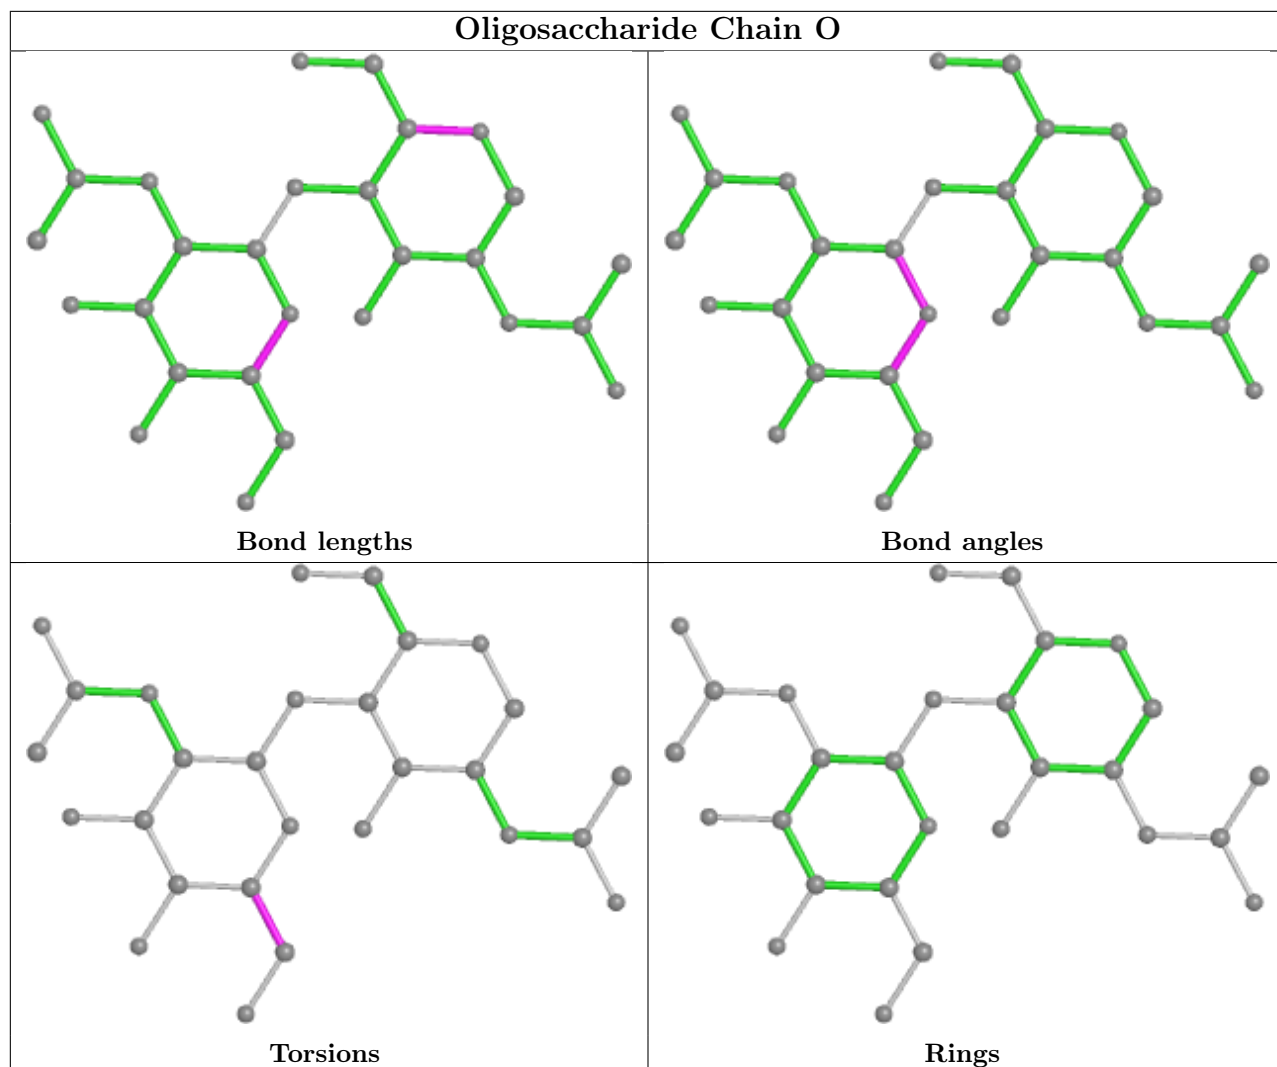 Oligosaccharide Chain O
Bond lengths
Bond angles
Torsions
Rings